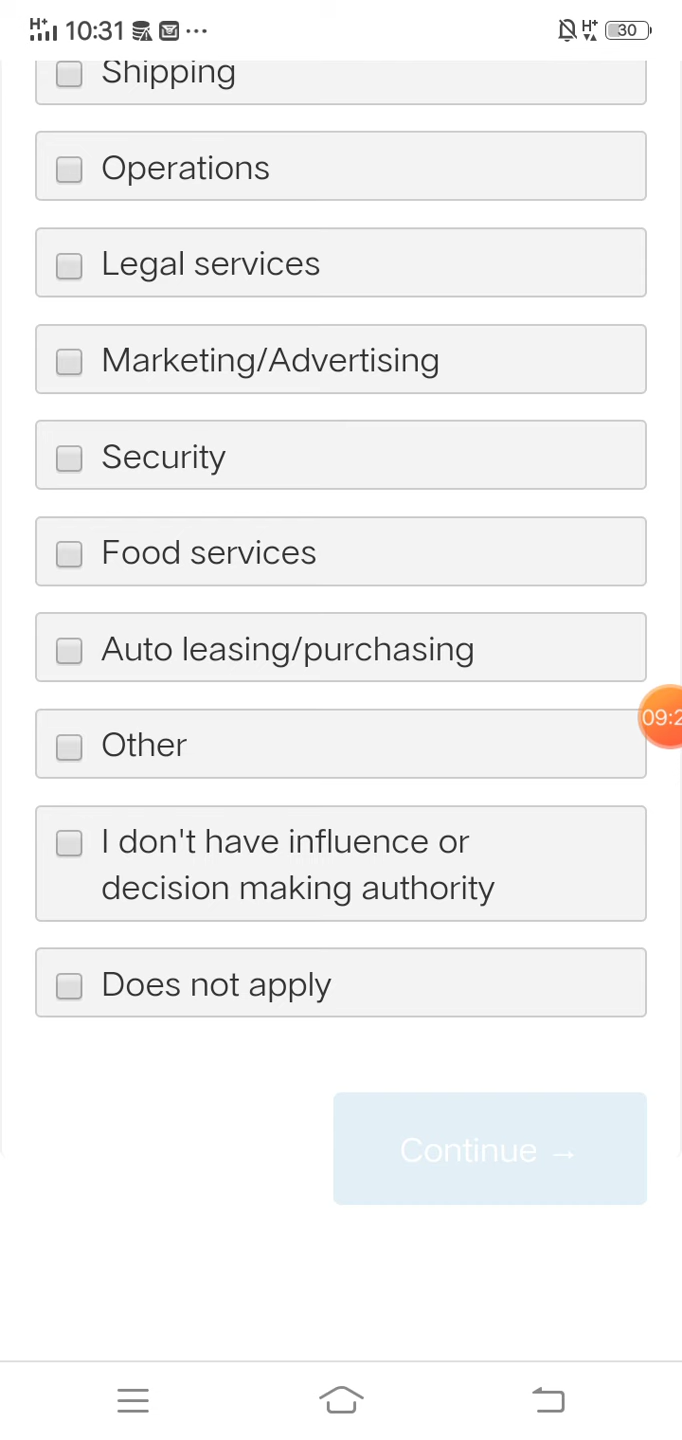 H+ 10:31 ... H+ 30
Shipping
Operations
Legal services
Marketing/Advertising
Security
Food services
Auto leasing/purchasing
09:2
Other
I don't have influence or
decision making authority
Does not apply
Continue →